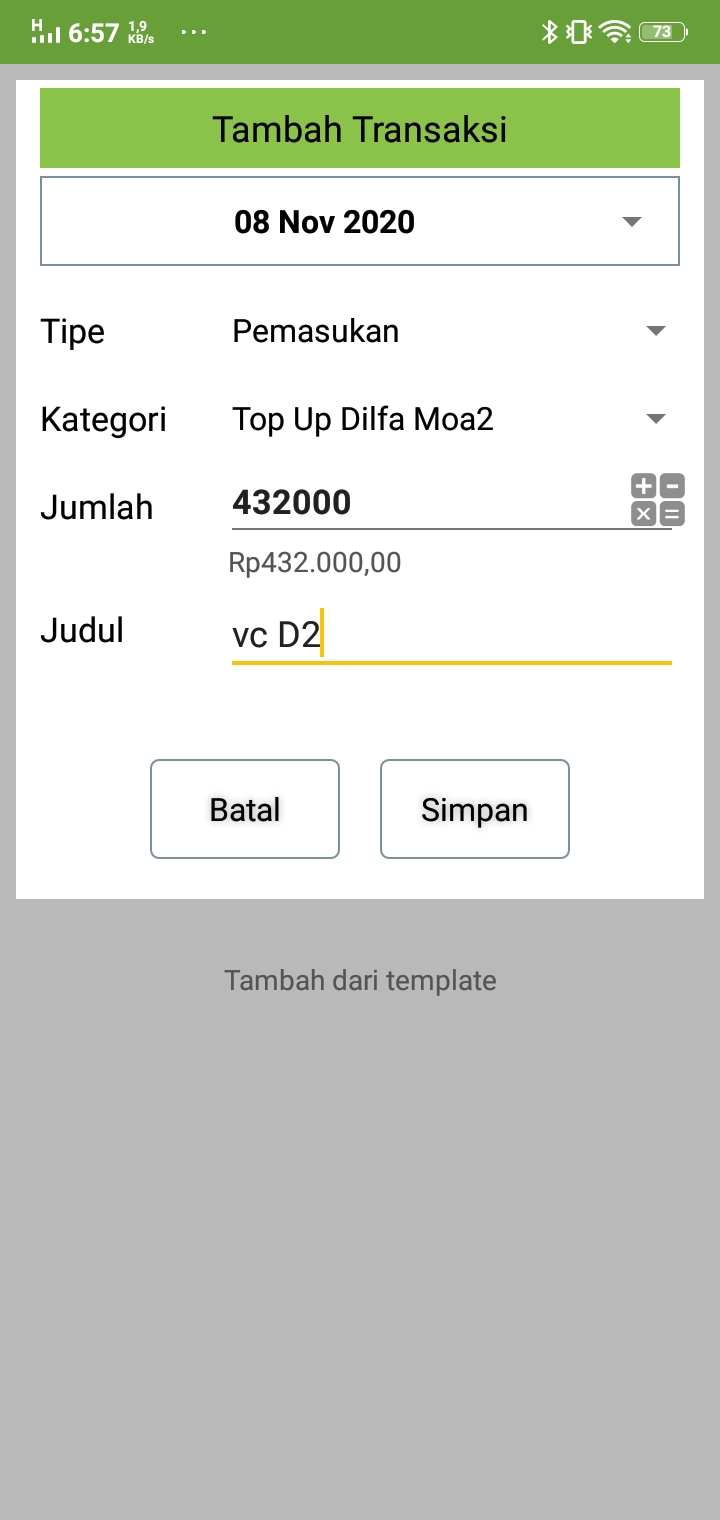 H 6:57 1,9 KB/s ... 73
Tambah Transaksi
08 Nov 2020
Tipe Pemasukan
Kategori Top Up Dilfa Moa2
Jumlah 432000
Rp432.000,00
Judul vc D2
Batal Simpan
Tambah dari template